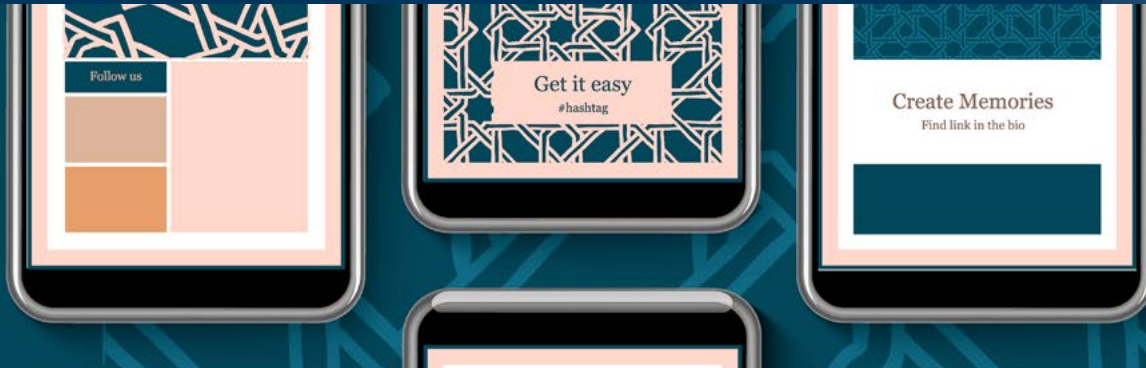 Follow us
Get it easy
#hashtag
Create Memories
Find link in the bio